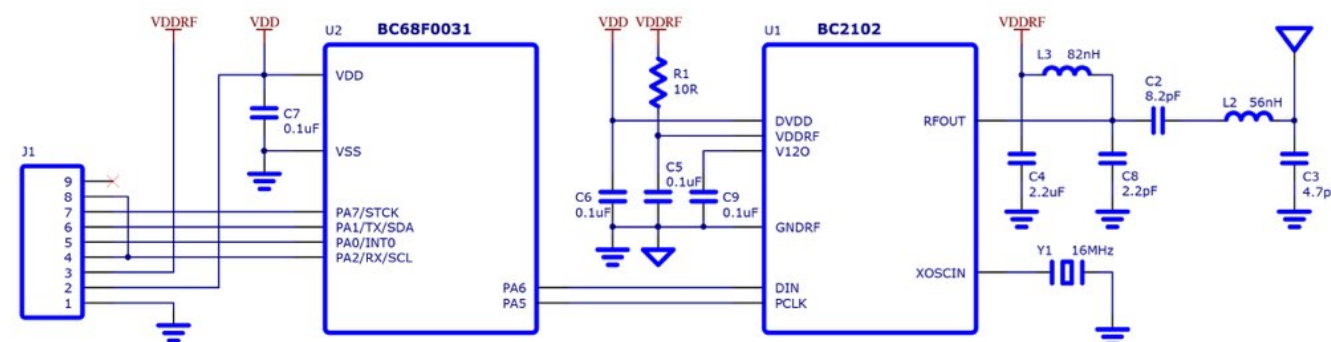 VDDRF
VDD
U2
BC68F0031
VDD
VDDRF
U1
BC2102
VDDRF
L3 82nH
VDD
R1
10R
C2
8.2pF
L2 56nH
C7
0.1uF
DVDD
VDDRF
V12O
RFOUT
J1
VSS
C5
0.1uF
C6
0.1uF
C9
0.1uF
C4
2.2uF
C8
2.2pF
C3
4.7p
9
8
7
6
5
4
3
2
1
PA7/STCK
PA1/TX/SDA
PA0/INT0
PA2/RX/SCL
GNDRF
PA6
PA5
DIN
PCLK
XOSCIN
Y1 16MHz